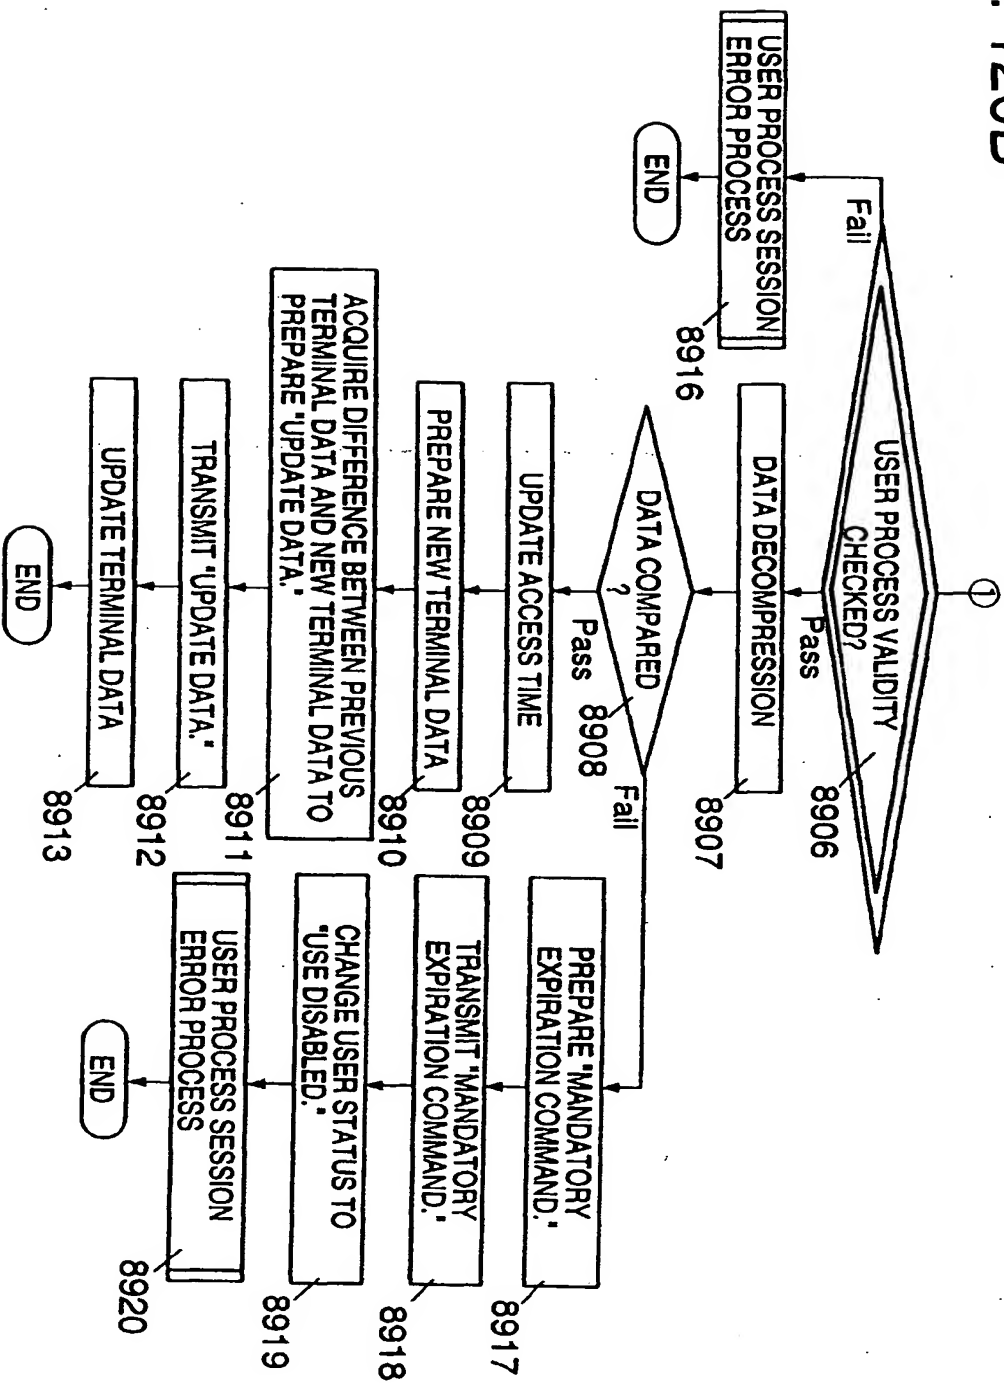 ①
USER PROCESS VALIDITY
CHECKED?
8906
Fail
Pass
USER PROCESS SESSION
ERROR PROCESS
8916
END
DATA DECOMPRESSION
8907
DATA COMPARED
?
8908
Pass
Fail
UPDATE ACCESS TIME
8909
PREPARE NEW TERMINAL DATA
8910
ACQUIRE DIFFERENCE BETWEEN PREVIOUS
TERMINAL DATA AND NEW TERMINAL DATA TO
PREPARE "UPDATE DATA."
8911
TRANSMIT "UPDATE DATA."
8912
UPDATE TERMINAL DATA
8913
END
PREPARE "MANDATORY
EXPIRATION COMMAND."
8917
TRANSMIT "MANDATORY
EXPIRATION COMMAND."
8918
CHANGE USER STATUS TO
"USE DISABLED."
8919
USER PROCESS SESSION
ERROR PROCESS
8920
END